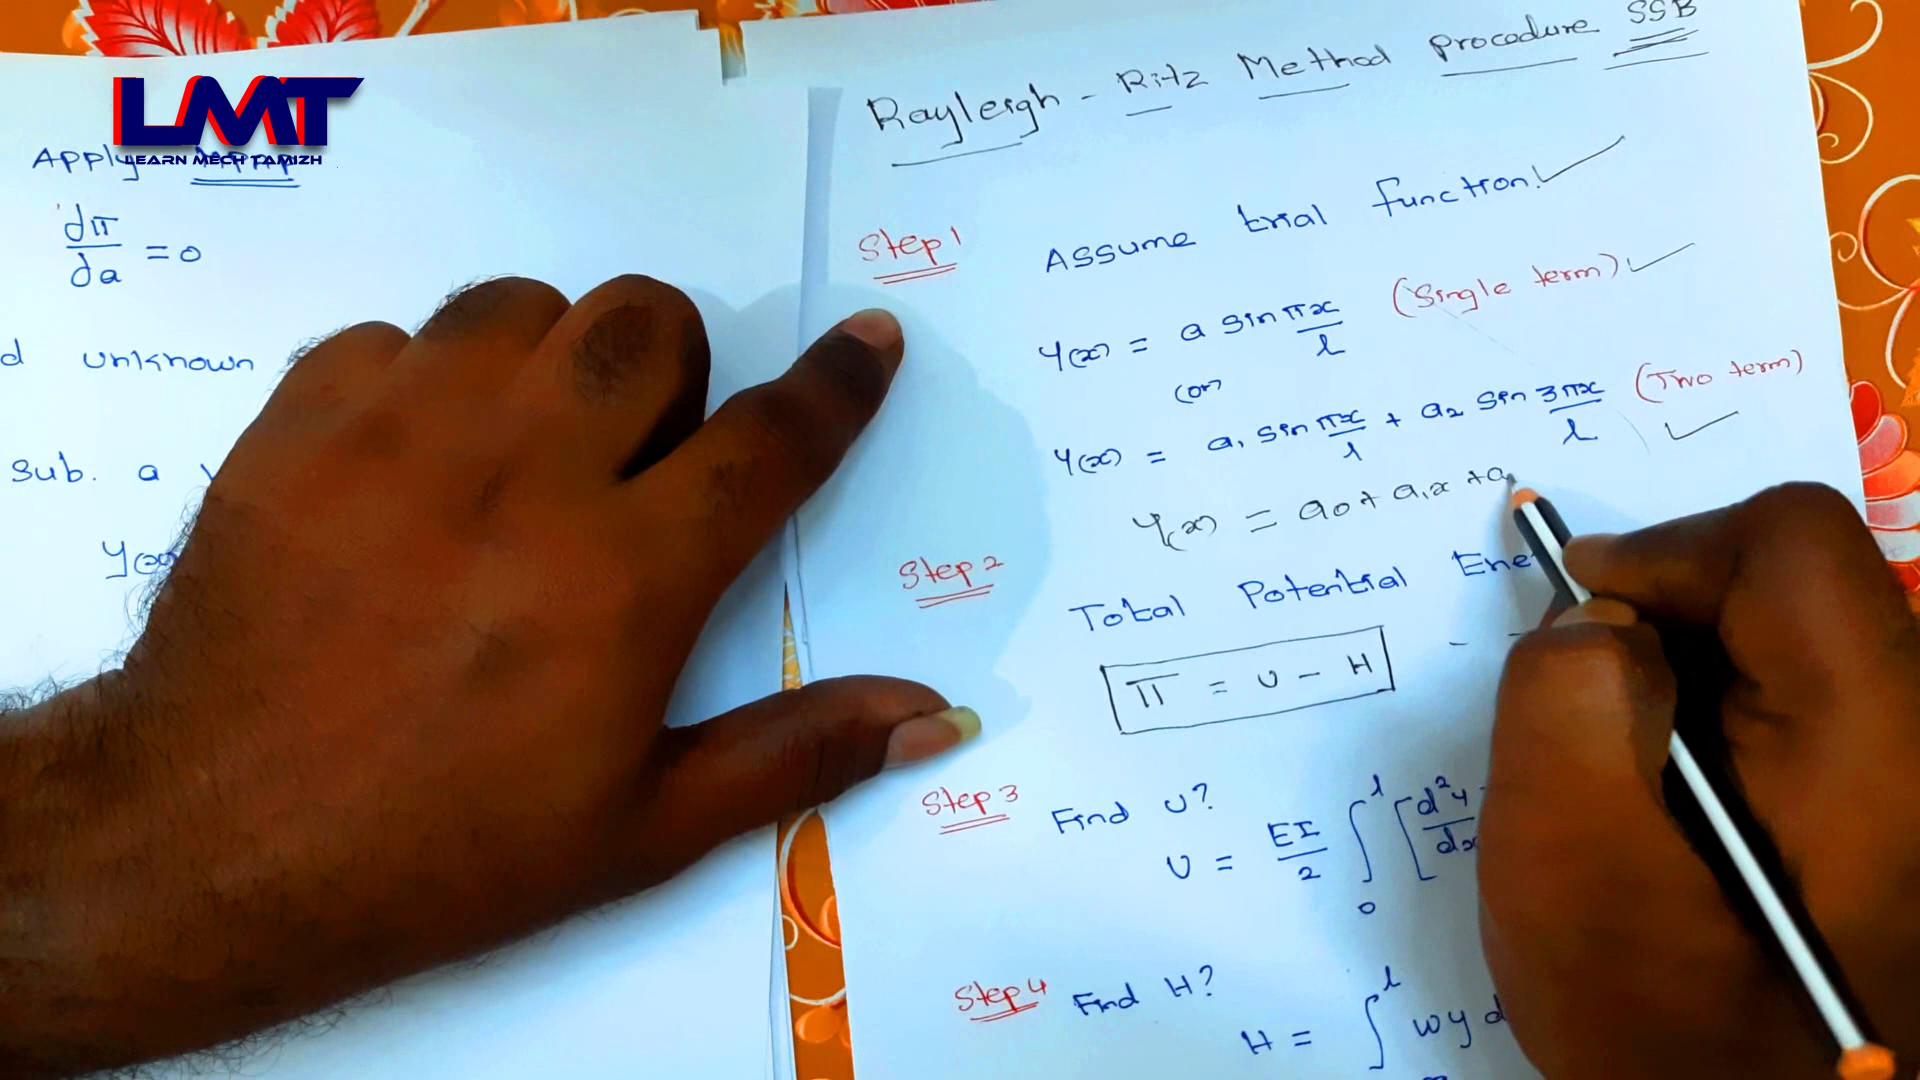 LMT
LEARN MECH TAMIZH
Apply
dπ/da = 0
d unknown
Sub. a
y(x)
Rayleigh - Ritz Method procedure SSB
Step 1
Assume trial function.
Y(x) = a sin πx/l (Single term)
(or)
Y(x) = a1 sin πx/l + a2 sin 3πx/l (Two term)
Y(x) = a0 + a1x + a
Step 2
Total Potential Ene
π = U - H
Step 3
Find U?
U = EI/2 ∫0^l [d²y/dx
Step 4
Find H?
H = ∫^l wy d